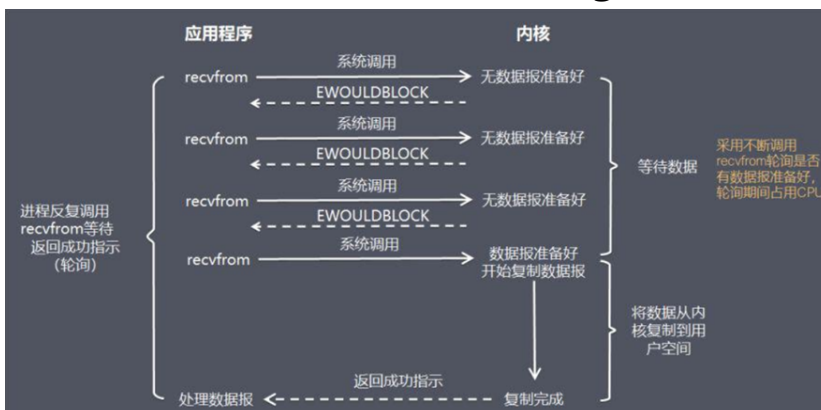 应用程序
内核
系统调用
recvfrom
无数据报准备好
EWOULDBLOCK
系统调用
recvfrom
无数据报准备好
EWOULDBLOCK
系统调用
recvfrom
无数据报准备好
EWOULDBLOCK
系统调用
recvfrom
数据报准备好
开始复制数据报
等待数据
采用不断调用
recvfrom轮询是否
有数据报准备好，
轮询期间占用CPU
进程反复调用
recvfrom等待
返回成功指示
（轮询）
将数据从内
核复制到用
户空间
返回成功指示
处理数据报
复制完成